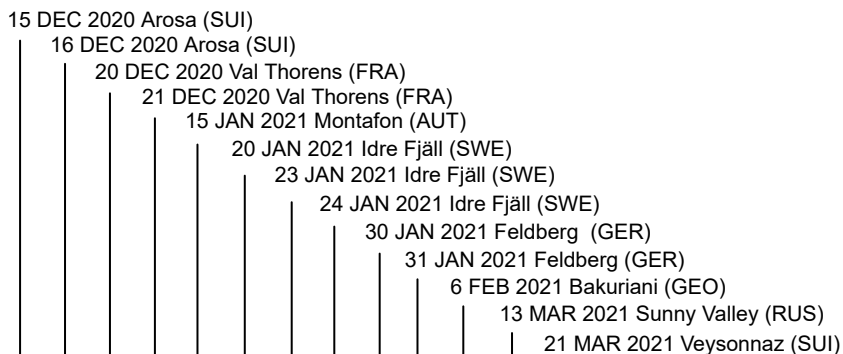 15 DEC 2020 Arosa (SUI)
16 DEC 2020 Arosa (SUI)
20 DEC 2020 Val Thorens (FRA)
21 DEC 2020 Val Thorens (FRA)
15 JAN 2021 Montafon (AUT)
20 JAN 2021 Idre Fjäll (SWE)
23 JAN 2021 Idre Fjäll (SWE)
24 JAN 2021 Idre Fjäll (SWE)
30 JAN 2021 Feldberg  (GER)
31 JAN 2021 Feldberg (GER)
6 FEB 2021 Bakuriani (GEO)
13 MAR 2021 Sunny Valley (RUS)
21 MAR 2021 Veysonnaz (SUI)